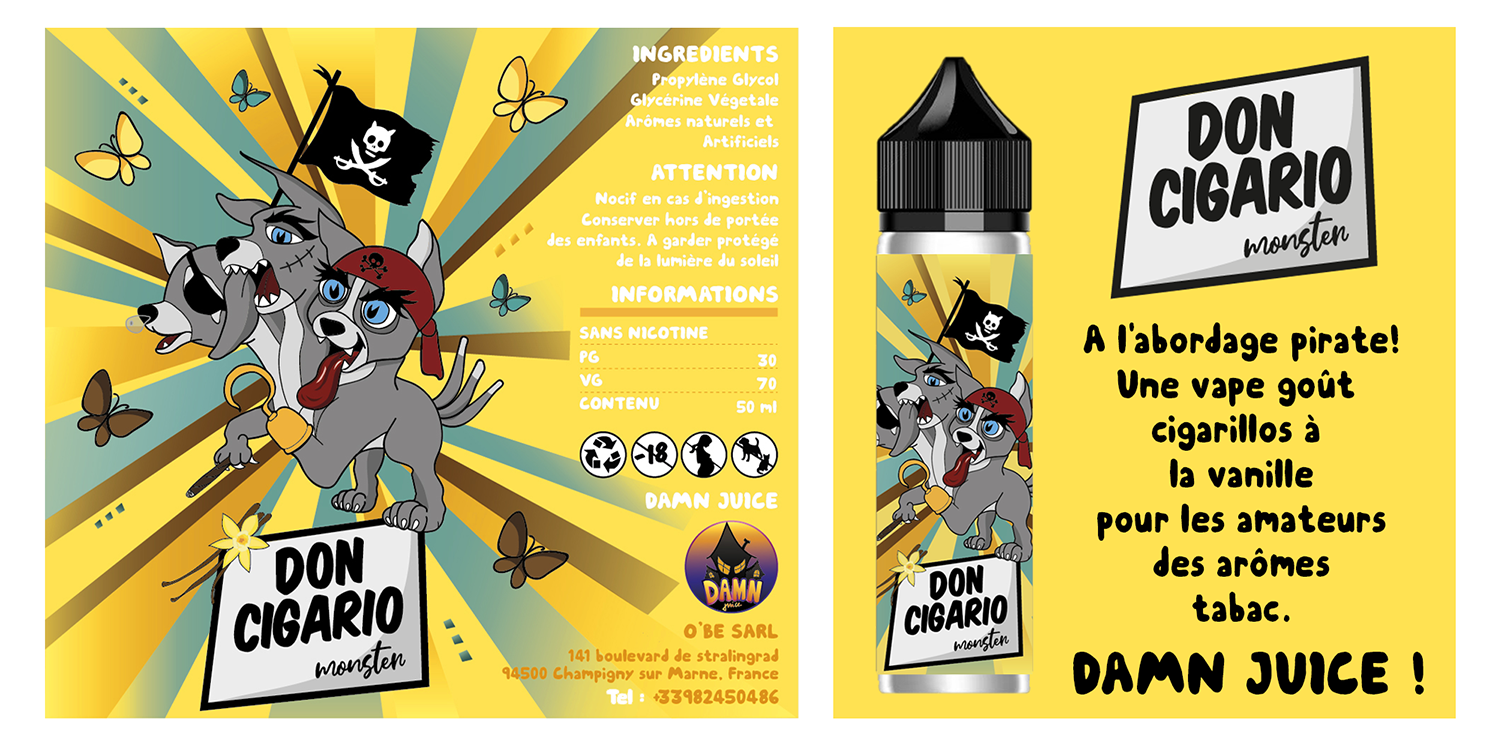 INGREDIENTS
Propylène Glycol
Glycérine Végetale
Arômes naturels et
Artificiels
ATTENTION
Nocif en cas d'ingestion
Conserver hors de portée
des enfants. A garder protégé
de la lumière du soleil
INFORMATIONS
SANS NICOTINE
PG 30
VG 70
CONTENU 50 ml
-18
DAMN JUICE
DAMN
juice
O'BE SARL
141 boulevard de stralingrad
94500 Champigny sur Marne, France
Tel : +33982450486
DON
CIGARIO
monster
DON
CIGARIO
monster
DON
CIGARIO
monster
A l'abordage pirate!
Une vape goût
cigarillos à
la vanille
pour les amateurs
des arômes
tabac.
DAMN JUICE !